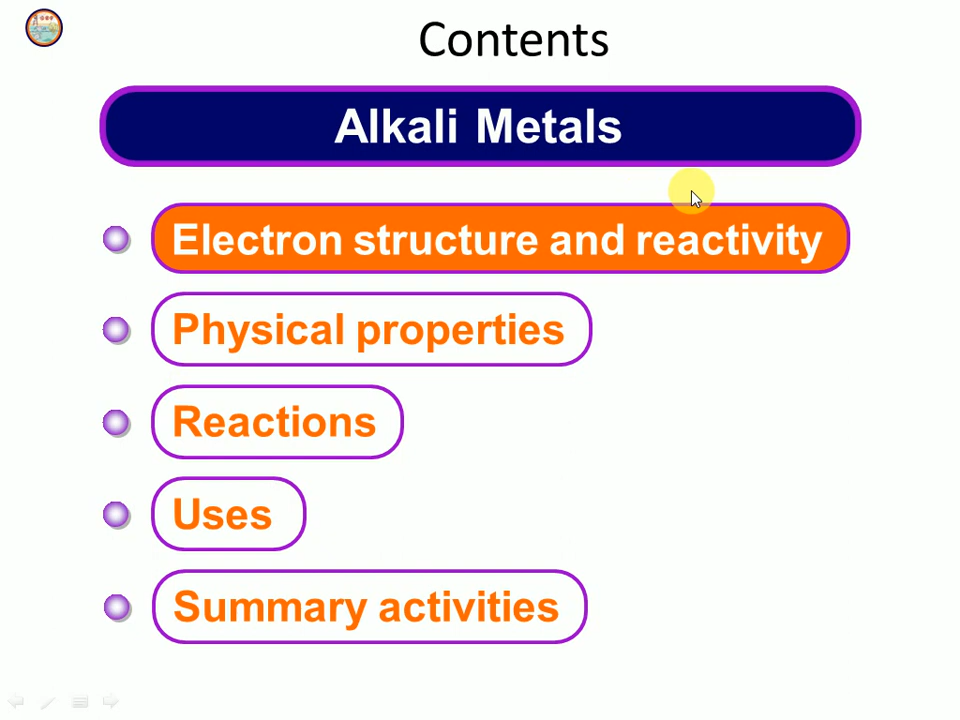 Contents
Alkali Metals
Electron structure and reactivity
Physical properties
Reactions
Uses
Summary activities